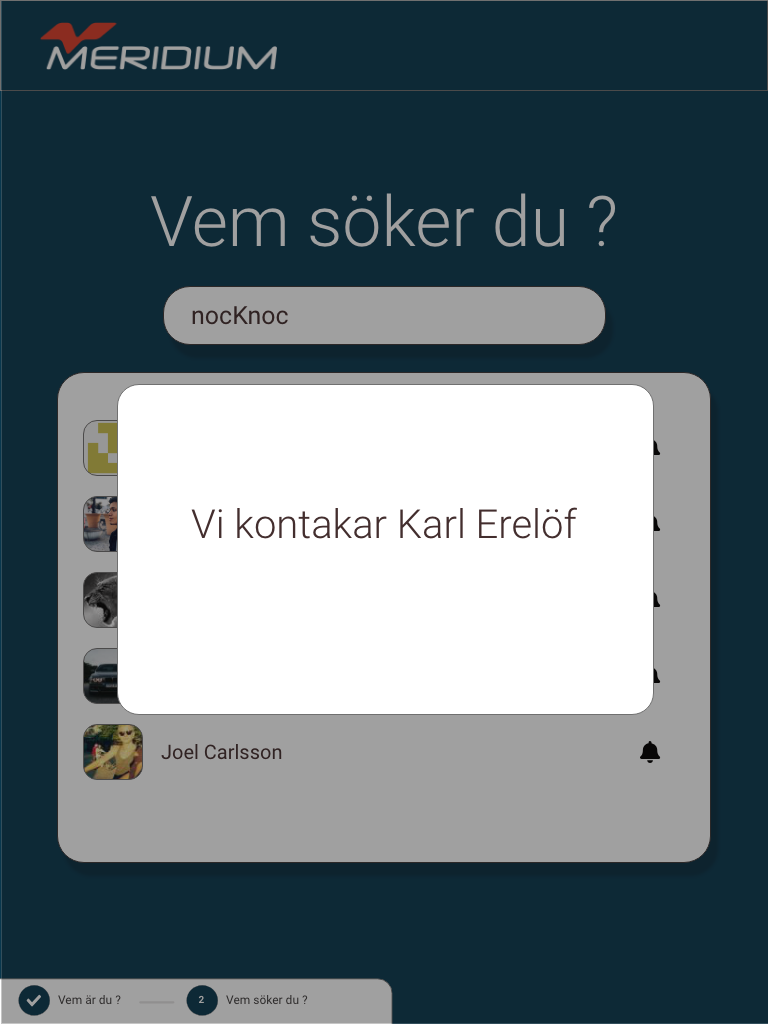 MERIDIUM
Vem söker du ?
nocKnoc
Vi kontakar Karl Erelöf
Joel Carlsson
Vem är du ?
2
Vem söker du ?